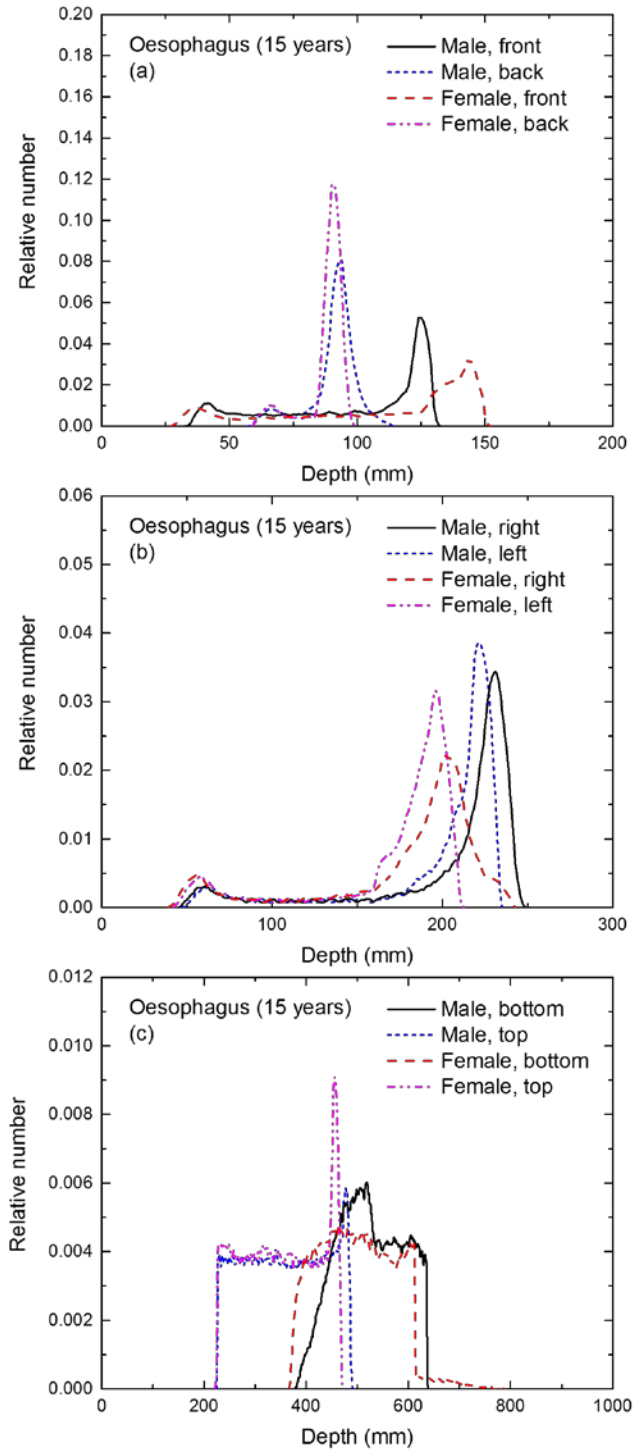 Oesophagus (15 years)
(a)
Male, front
Male, back
Female, front
Female, back
0.20
0.18
0.16
0.14
0.12
0.10
0.08
0.06
0.04
0.02
0.00
Relative number
0
50
100
150
200
Depth (mm)
Oesophagus (15 years)
(b)
Male, right
Male, left
Female, right
Female, left
0.06
0.05
0.04
0.03
0.02
0.01
0.00
Relative number
0
100
200
300
Depth (mm)
Oesophagus (15 years)
(c)
Male, bottom
Male, top
Female, bottom
Female, top
0.012
0.010
0.008
0.006
0.004
0.002
0.000
Relative number
0
200
400
600
800
1000
Depth (mm)